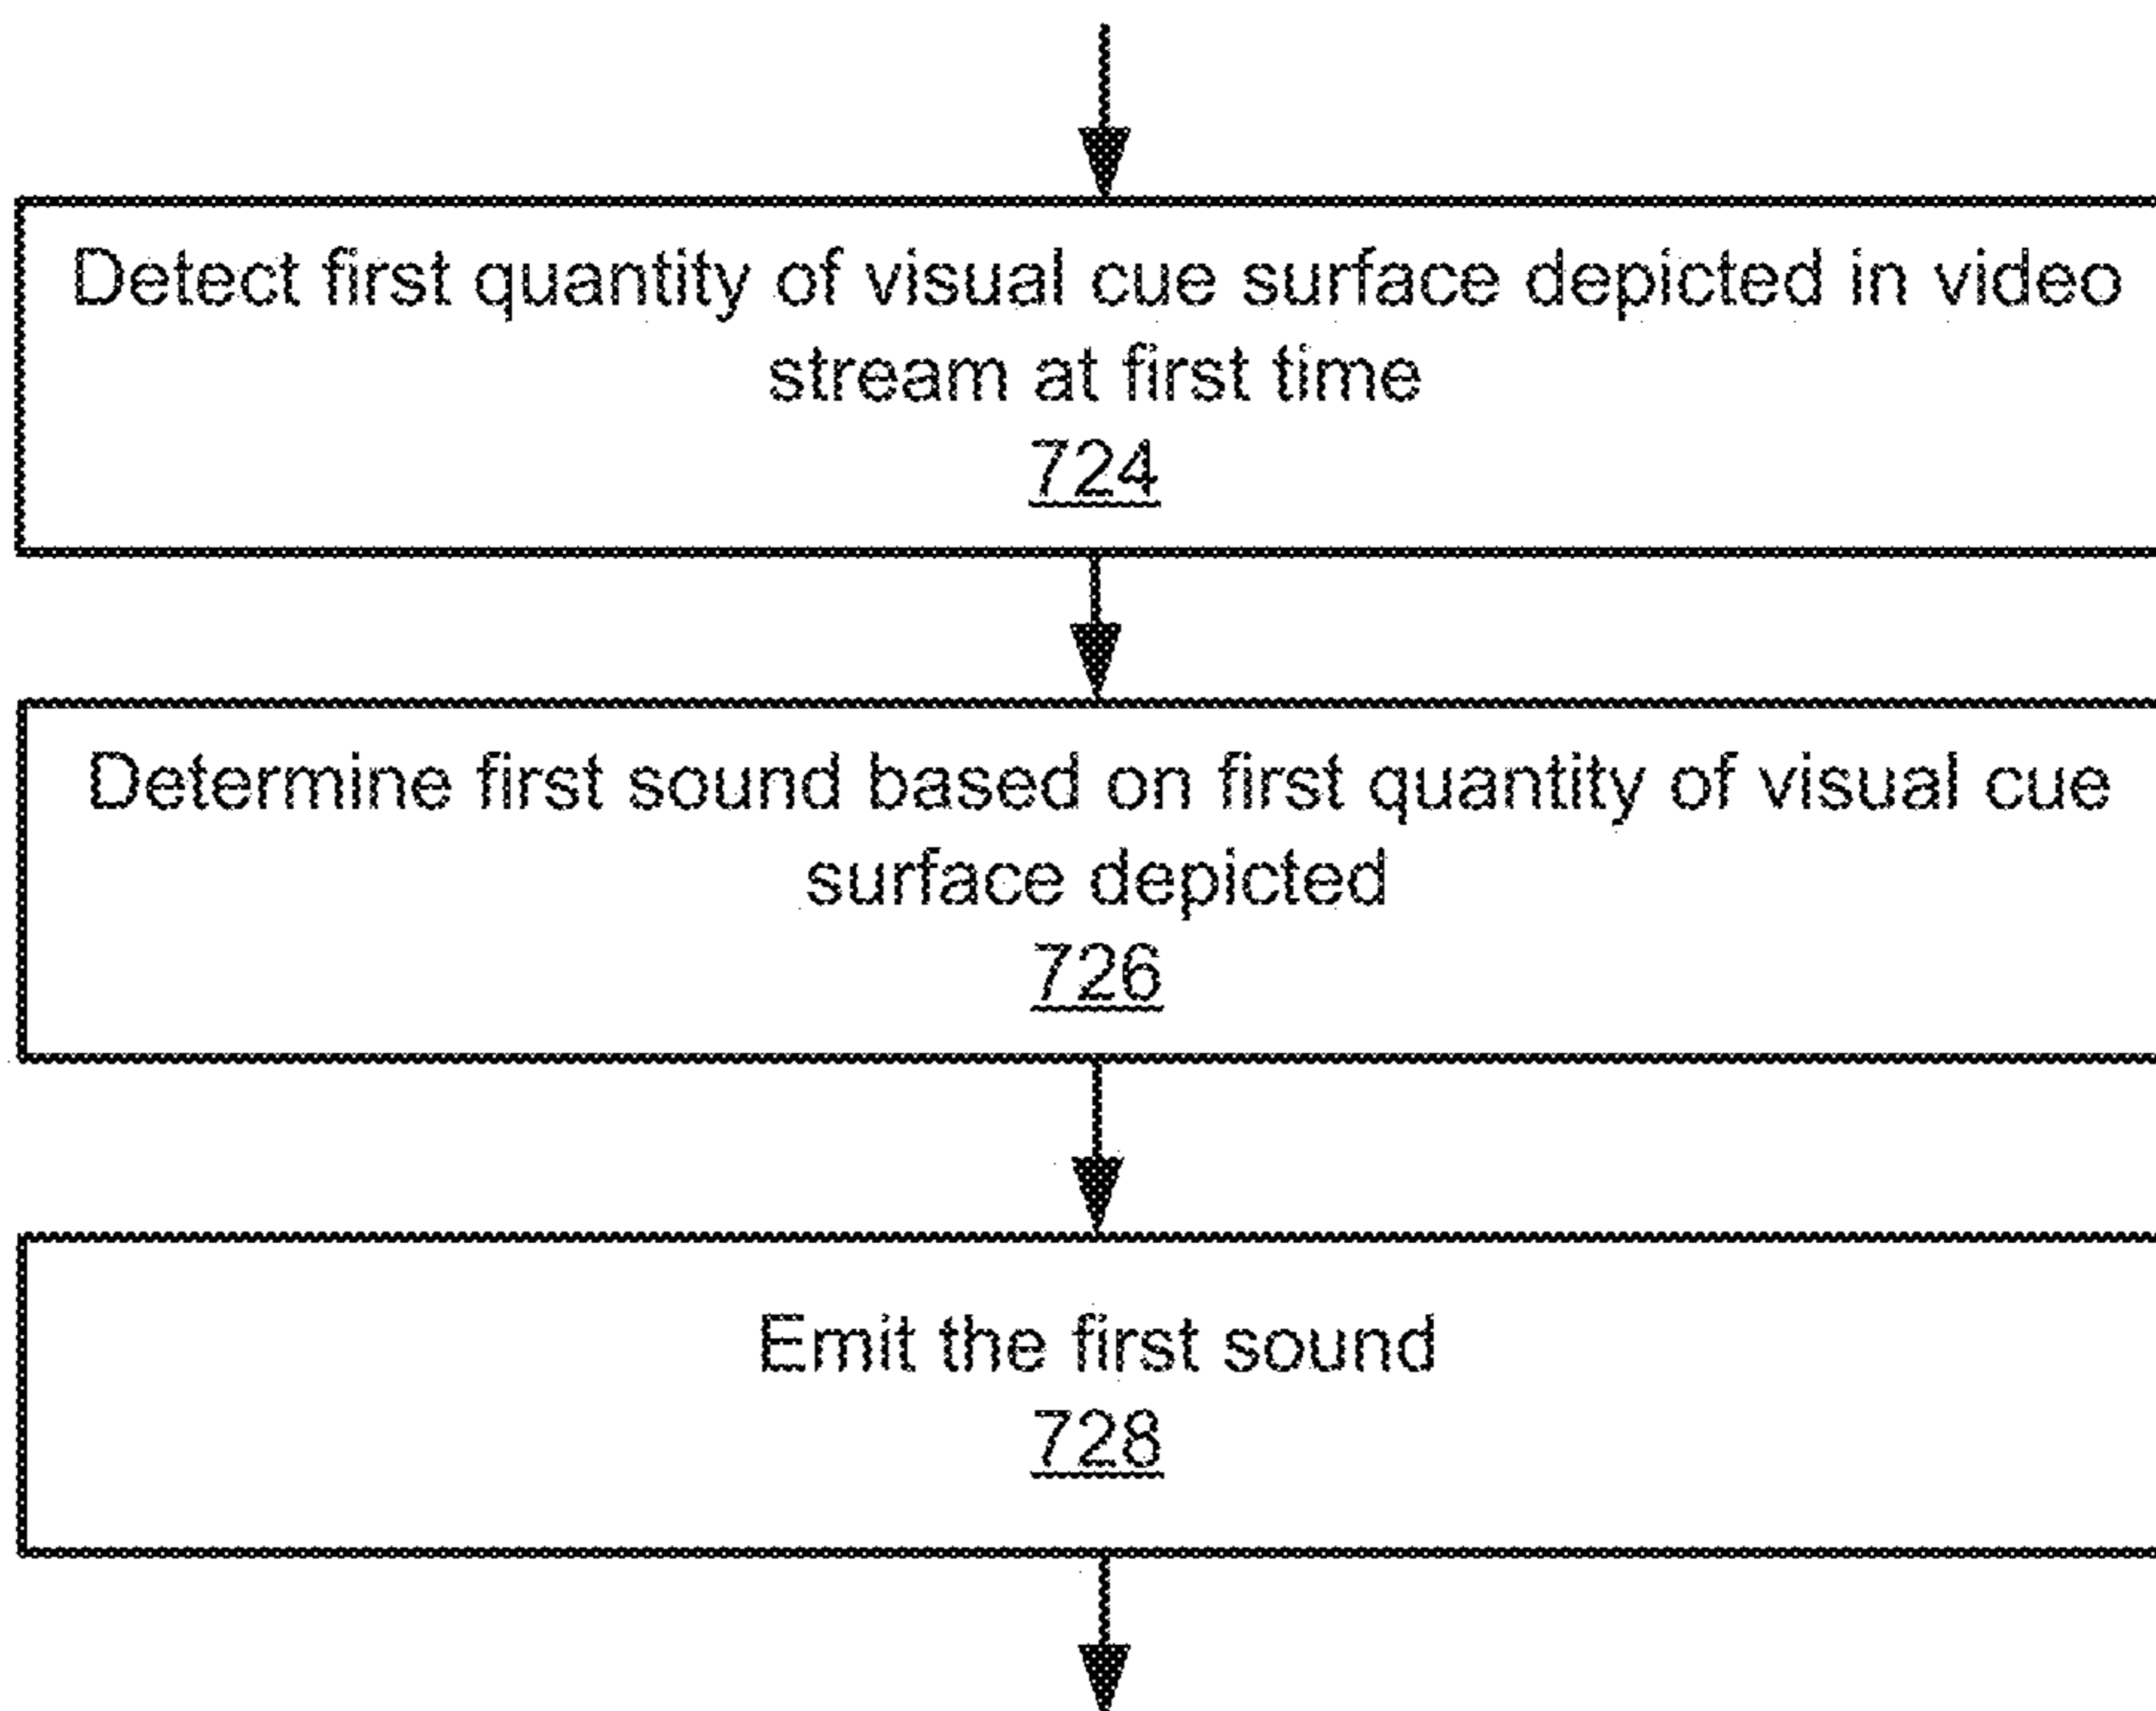 Detect first quantity of visual cue surface depicted in video
stream at first time
724
Determine first sound based on first quantity of visual cue
surface depicted
726
Emit the first sound
728